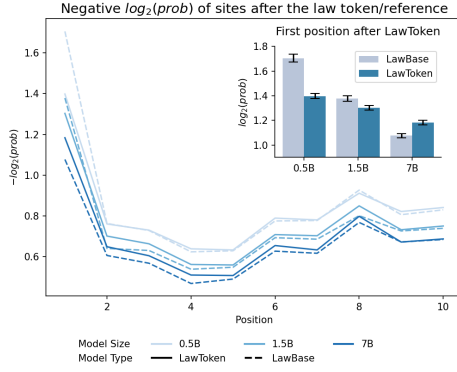 Negative log₂(prob) of sites after the law token/reference
First position after LawToken
LawBase
LawToken
log₂(prob)
1.8
1.6
1.4
1.2
1.0
0.5B 1.5B 7B
−log₂(prob)
1.6
1.4
1.2
1.0
0.8
0.6
2 4 6 8 10
Position
Model Size 0.5B 1.5B 7B
Model Type LawToken LawBase